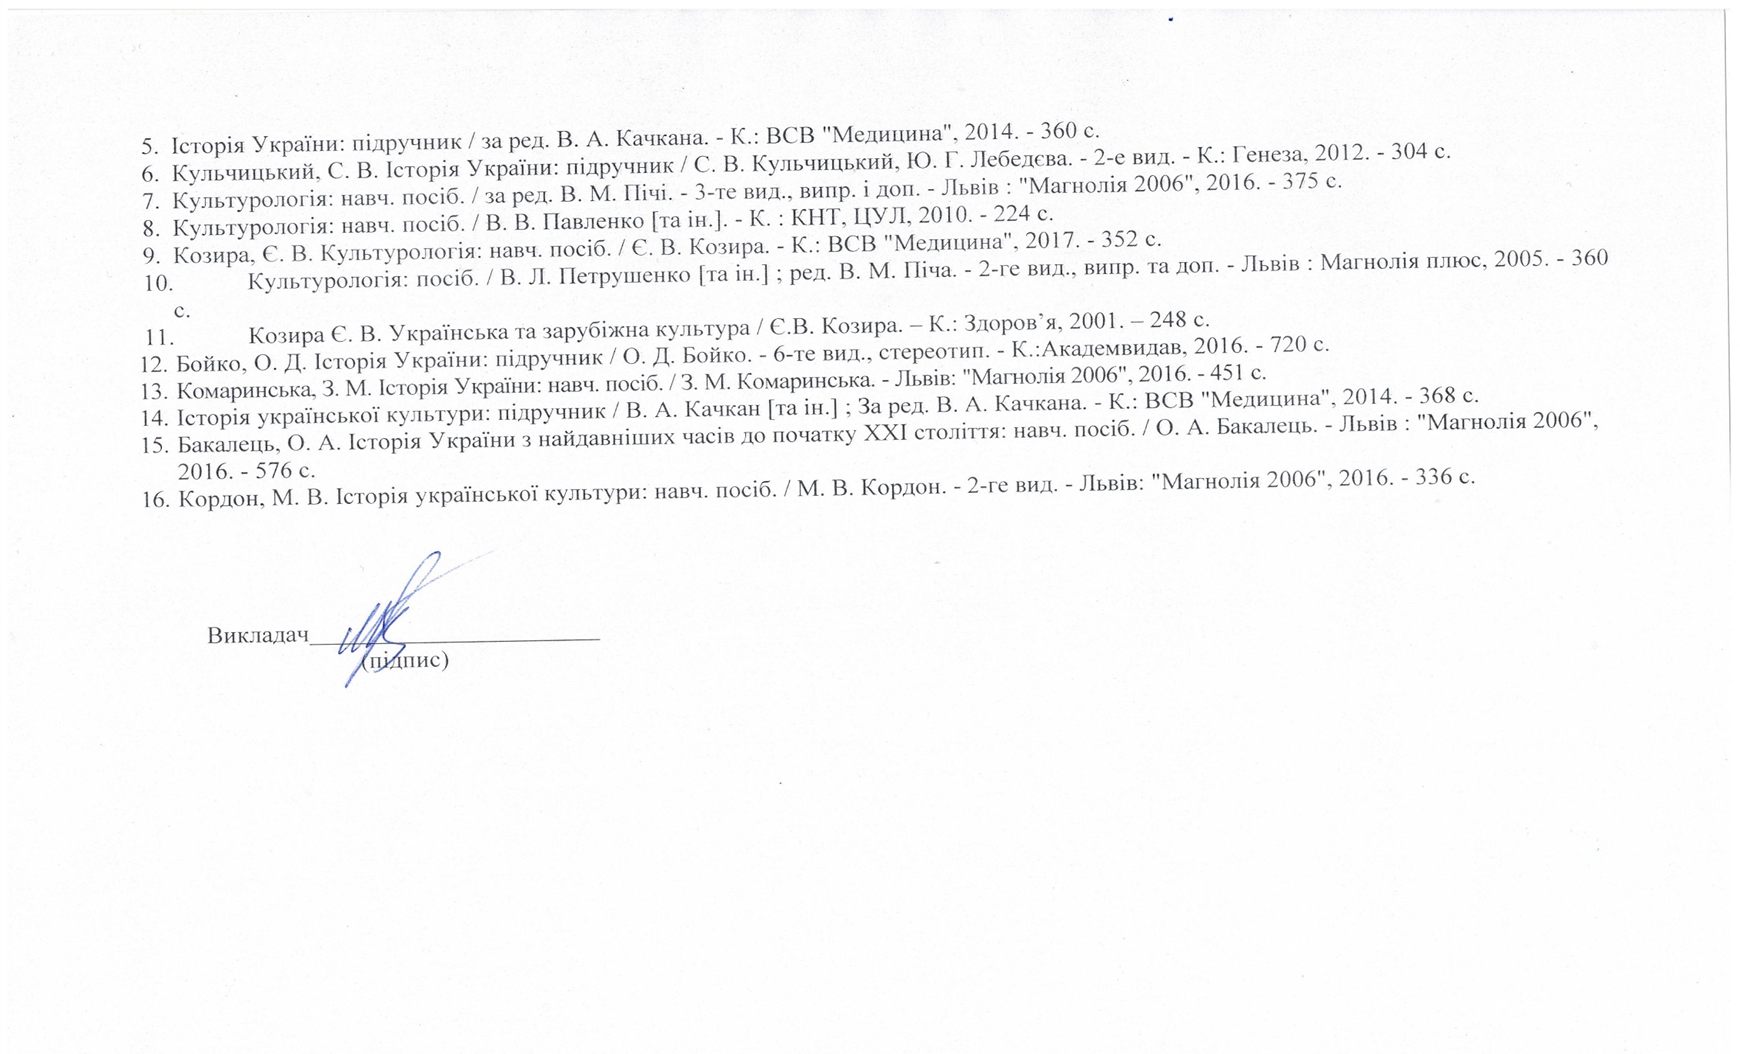 5. Історія України: підручник / за ред. В. А. Качкана. - К.: ВСВ "Медицина", 2014. - 360 с.
6. Кульчицький, С. В. Історія України: підручник / С. В. Кульчицький, Ю. Г. Лебедєва. - 2-е вид. - К.: Генеза, 2012. - 304 с.
7. Культурологія: навч. посіб. / за ред. В. М. Пічі. - 3-те вид., випр. і доп. - Львів : "Магнолія 2006", 2016. - 375 с.
8. Культурологія: навч. посіб. / В. В. Павленко [та ін.]. - К. : КНТ, ЦУЛ, 2010. - 224 с.
9. Козира, Є. В. Культурологія: навч. посіб. / Є. В. Козира. - К.: ВСВ "Медицина", 2017. - 352 с.
10. Культурологія: посіб. / В. Л. Петрушенко [та ін.] ; ред. В. М. Піча. - 2-ге вид., випр. та доп. - Львів : Магнолія плюс, 2005. - 360
с.
11. Козира Є. В. Українська та зарубіжна культура / Є.В. Козира. – К.: Здоров’я, 2001. – 248 с.
12. Бойко, О. Д. Історія України: підручник / О. Д. Бойко. - 6-те вид., стереотип. - К.:Академвидав, 2016. - 720 с.
13. Комаринська, З. М. Історія України: навч. посіб. / З. М. Комаринська. - Львів: "Магнолія 2006", 2016. - 451 с.
14. Історія української культури: підручник / В. А. Качкан [та ін.] ; За ред. В. А. Качкана. - К.: ВСВ "Медицина", 2014. - 368 с.
15. Бакалець, О. А. Історія України з найдавніших часів до початку ХХІ століття: навч. посіб. / О. А. Бакалець. - Львів : "Магнолія 2006",
2016. - 576 с.
16. Кордон, М. В. Історія української культури: навч. посіб. / М. В. Кордон. - 2-ге вид. - Львів: "Магнолія 2006", 2016. - 336 с.
Викладач
(підпис)